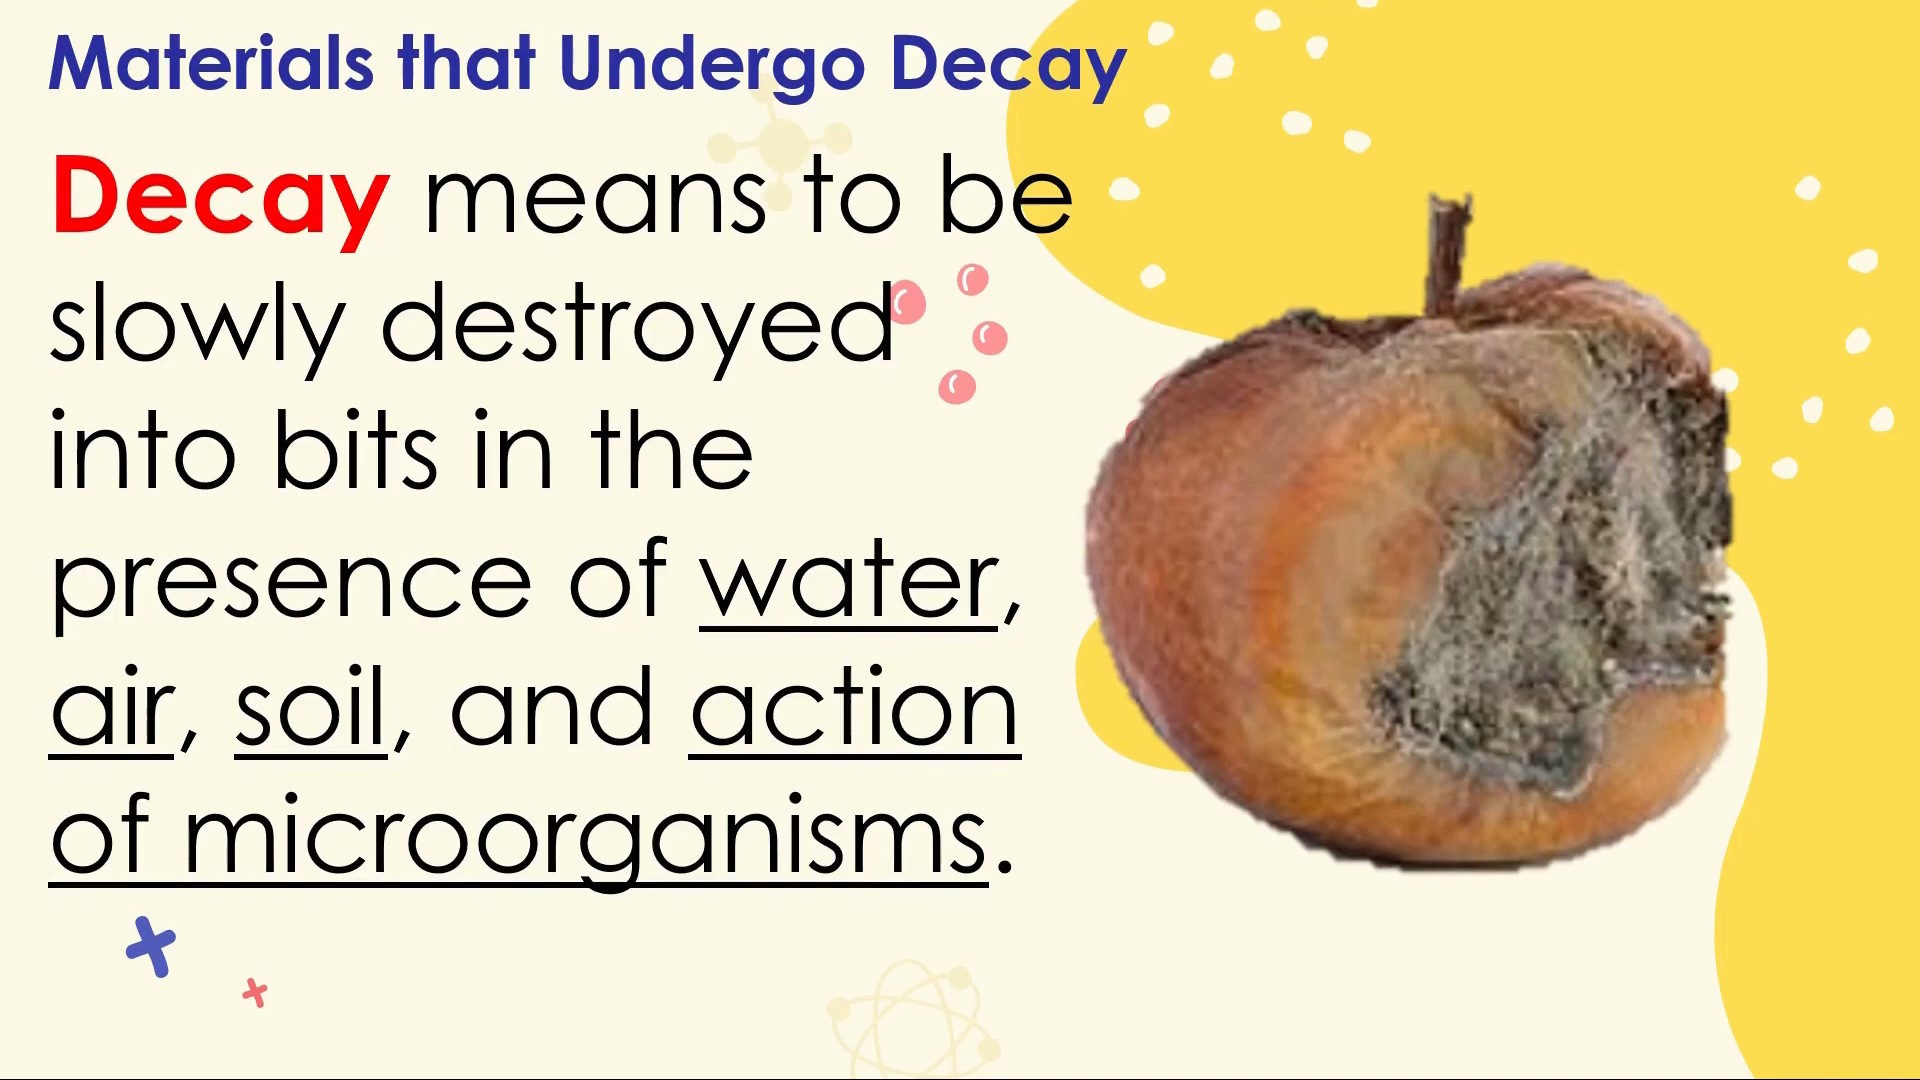 Materials that Undergo Decay
Decay means to be
slowly destroyed
into bits in the
presence of water,
air, soil, and action
of microorganisms.